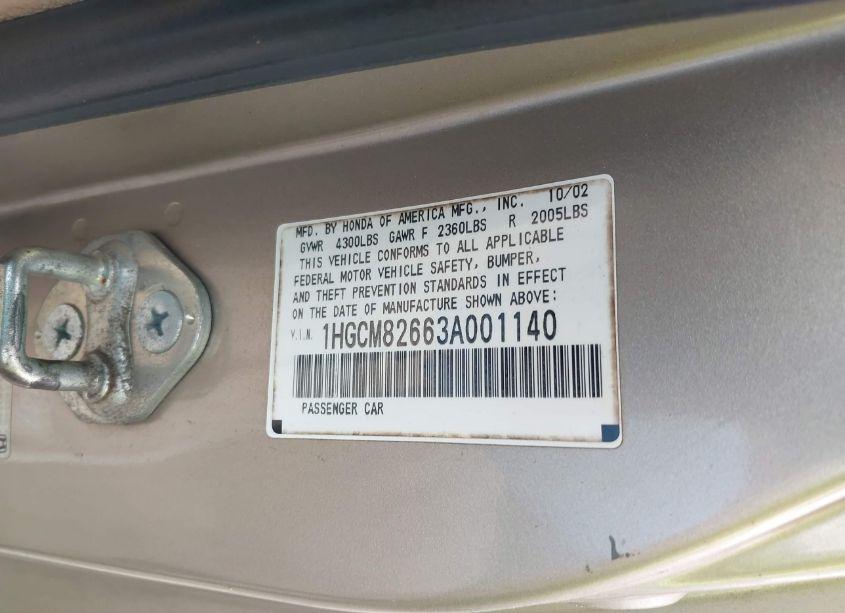 MFD. BY HONDA OF AMERICA MFG., INC. 10/02
GVWR 4300LBS GAWR F 2360LBS R 2005LBS
THIS VEHICLE CONFORMS TO ALL APPLICABLE
FEDERAL MOTOR VEHICLE SAFETY, BUMPER,
AND THEFT PREVENTION STANDARDS IN EFFECT
ON THE DATE OF MANUFACTURE SHOWN ABOVE:
V.I.N. 1HGCM82663A001140
PASSENGER CAR